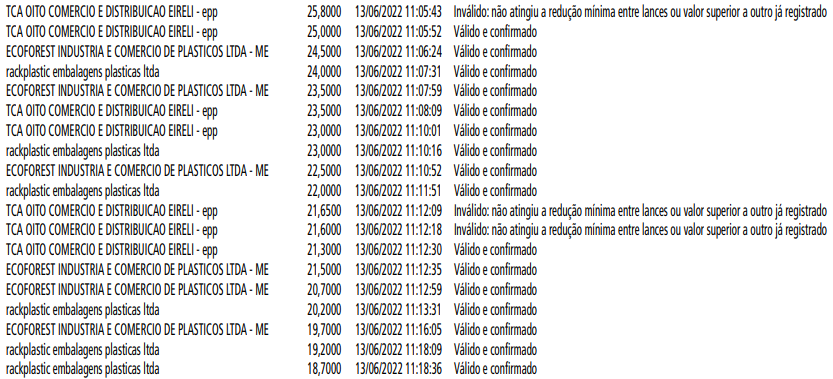 TCA OITO COMERCIO E DISTRIBUICAO EIRELI - epp 25,8000 13/06/2022 11:05:43 Inválido: não atingiu a redução mínima entre lances ou valor superior a outro já registrado
TCA OITO COMERCIO E DISTRIBUICAO EIRELI - epp 25,0000 13/06/2022 11:05:52 Válido e confirmado
ECOFOREST INDUSTRIA E COMERCIO DE PLASTICOS LTDA - ME 24,5000 13/06/2022 11:06:24 Válido e confirmado
rackplastic embalagens plasticas ltda 24,0000 13/06/2022 11:07:31 Válido e confirmado
ECOFOREST INDUSTRIA E COMERCIO DE PLASTICOS LTDA - ME 23,5000 13/06/2022 11:07:59 Válido e confirmado
TCA OITO COMERCIO E DISTRIBUICAO EIRELI - epp 23,5000 13/06/2022 11:08:09 Válido e confirmado
TCA OITO COMERCIO E DISTRIBUICAO EIRELI - epp 23,0000 13/06/2022 11:10:01 Válido e confirmado
rackplastic embalagens plasticas ltda 23,0000 13/06/2022 11:10:16 Válido e confirmado
ECOFOREST INDUSTRIA E COMERCIO DE PLASTICOS LTDA - ME 22,5000 13/06/2022 11:10:52 Válido e confirmado
rackplastic embalagens plasticas ltda 22,0000 13/06/2022 11:11:51 Válido e confirmado
TCA OITO COMERCIO E DISTRIBUICAO EIRELI - epp 21,6500 13/06/2022 11:12:09 Inválido: não atingiu a redução mínima entre lances ou valor superior a outro já registrado
TCA OITO COMERCIO E DISTRIBUICAO EIRELI - epp 21,6000 13/06/2022 11:12:18 Inválido: não atingiu a redução mínima entre lances ou valor superior a outro já registrado
TCA OITO COMERCIO E DISTRIBUICAO EIRELI - epp 21,3000 13/06/2022 11:12:30 Válido e confirmado
ECOFOREST INDUSTRIA E COMERCIO DE PLASTICOS LTDA - ME 21,5000 13/06/2022 11:12:35 Válido e confirmado
ECOFOREST INDUSTRIA E COMERCIO DE PLASTICOS LTDA - ME 20,7000 13/06/2022 11:12:59 Válido e confirmado
rackplastic embalagens plasticas ltda 20,2000 13/06/2022 11:13:31 Válido e confirmado
ECOFOREST INDUSTRIA E COMERCIO DE PLASTICOS LTDA - ME 19,7000 13/06/2022 11:16:05 Válido e confirmado
rackplastic embalagens plasticas ltda 19,2000 13/06/2022 11:18:09 Válido e confirmado
rackplastic embalagens plasticas ltda 18,7000 13/06/2022 11:18:36 Válido e confirmado